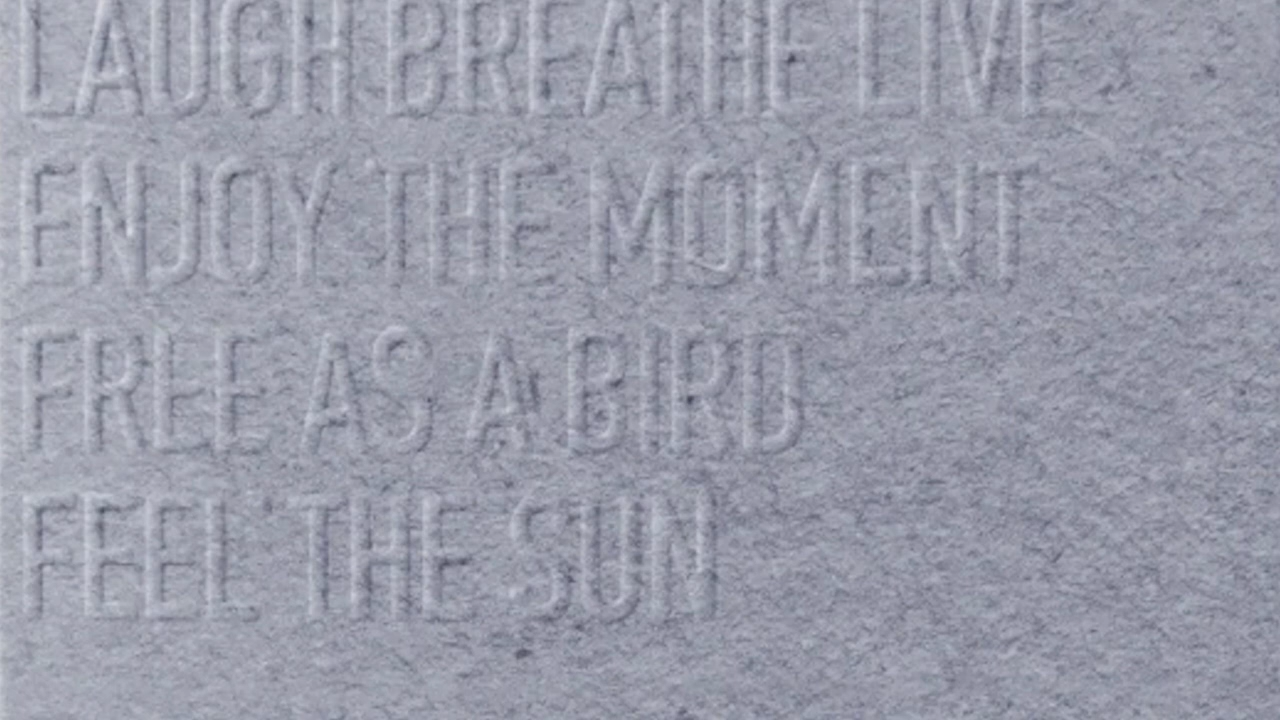 LAUGH BREATHE LIVE
ENJOY THE MOMENT
FREE AS A BIRD
FEEL THE SUN